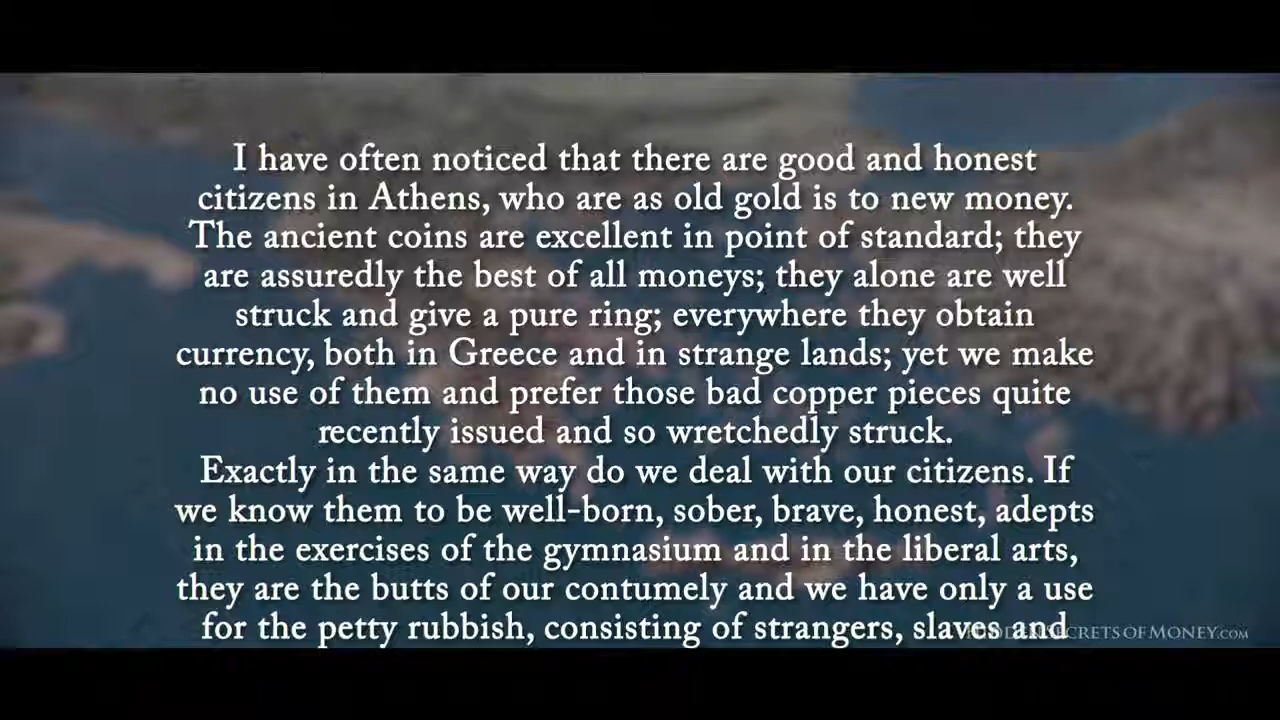 I have often noticed that there are good and honest
citizens in Athens, who are as old gold is to new money.
The ancient coins are excellent in point of standard; they
are assuredly the best of all moneys; they alone are well
struck and give a pure ring; everywhere they obtain
currency, both in Greece and in strange lands; yet we make
no use of them and prefer those bad copper pieces quite
recently issued and so wretchedly struck.
Exactly in the same way do we deal with our citizens. If
we know them to be well-born, sober, brave, honest, adepts
in the exercises of the gymnasium and in the liberal arts,
they are the butts of our contumely and we have only a use
for the petty rubbish, consisting of strangers, slaves and
HIDDENSECRETSOFMONEY.COM